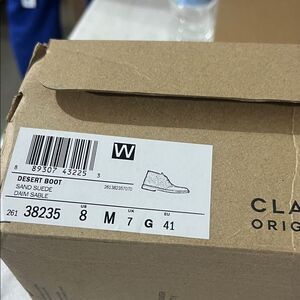 W
8 89307 43225 3
DESERT BOOT
SAND SUEDE
DAIM SABLE
261382357070
US UK EU
261 38235 8 M 7 G 41
CLA
ORIG